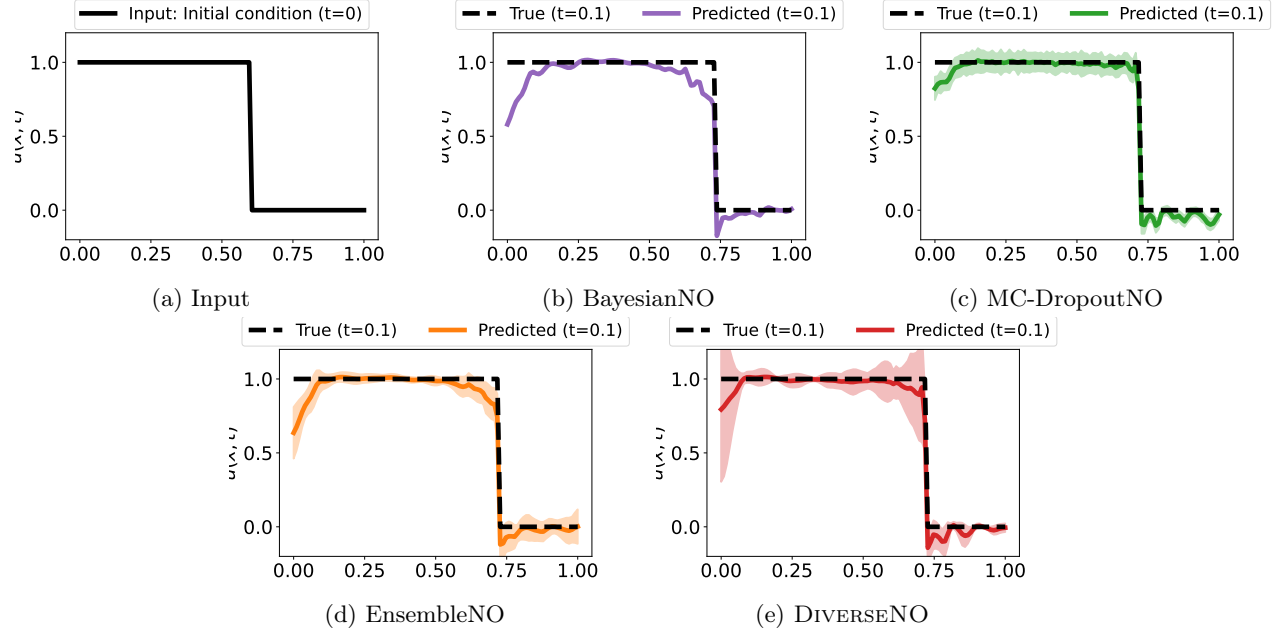 Input: Initial condition (t=0)
True (t=0.1) Predicted (t=0.1)
True (t=0.1) Predicted (t=0.1)
1.0
0.5
0.0
0.00 0.25 0.50 0.75 1.00
1.0
0.5
0.0
0.00 0.25 0.50 0.75 1.00
1.0
0.5
0.0
0.00 0.25 0.50 0.75 1.00
(a) Input
(b) BayesianNO
(c) MC-DropoutNO
True (t=0.1) Predicted (t=0.1)
True (t=0.1) Predicted (t=0.1)
1.0
0.5
0.0
0.00 0.25 0.50 0.75 1.00
1.0
0.5
0.0
0.00 0.25 0.50 0.75 1.00
(d) EnsembleNO
(e) DIVERSENO